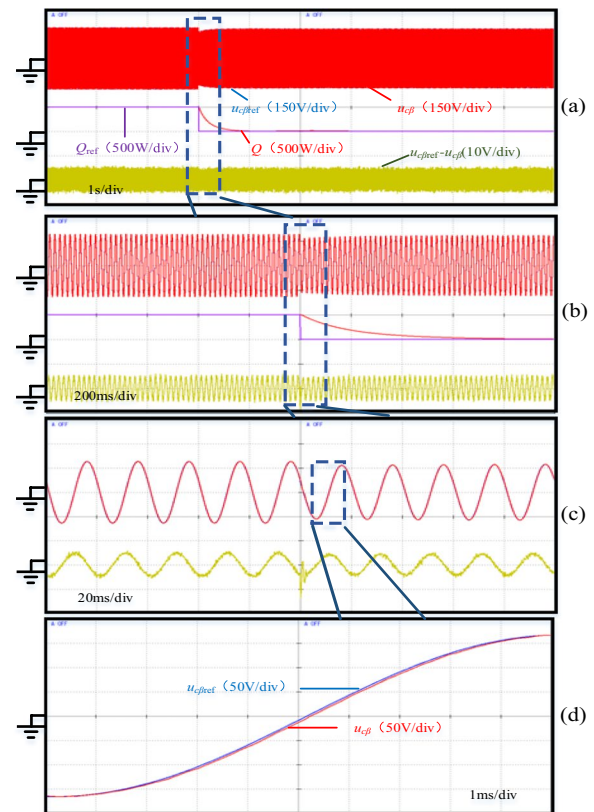 u_cβref (150V/div)
u_cβ (150V/div)
(a)
Q_ref (500W/div)
Q (500W/div)
u_cβref-u_cβ(10V/div)
1s/div
(b)
200ms/div
(c)
20ms/div
u_cβref (50V/div)
u_cβ (50V/div)
(d)
1ms/div